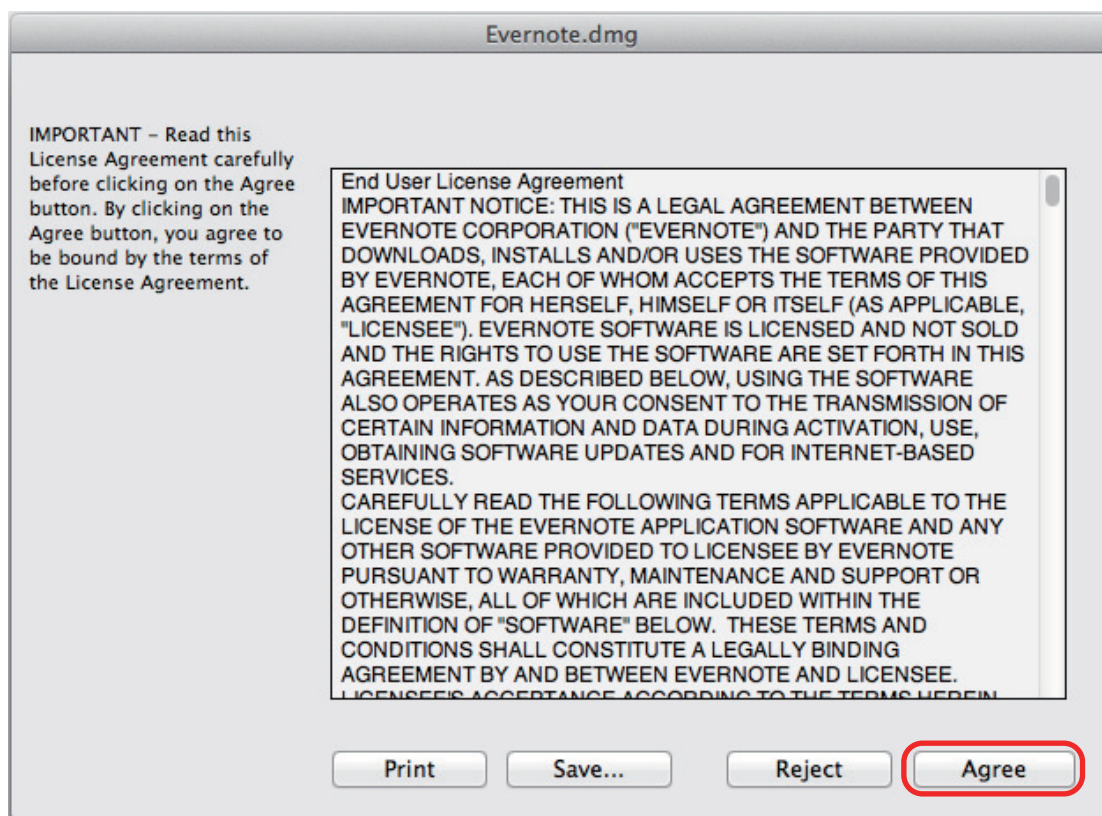 Evernote.dmg
IMPORTANT – Read this
License Agreement carefully
before clicking on the Agree
button. By clicking on the
Agree button, you agree to
be bound by the terms of
the License Agreement.
End User License Agreement
IMPORTANT NOTICE: THIS IS A LEGAL AGREEMENT BETWEEN
EVERNOTE CORPORATION ("EVERNOTE") AND THE PARTY THAT
DOWNLOADS, INSTALLS AND/OR USES THE SOFTWARE PROVIDED
BY EVERNOTE, EACH OF WHOM ACCEPTS THE TERMS OF THIS
AGREEMENT FOR HERSELF, HIMSELF OR ITSELF (AS APPLICABLE,
"LICENSEE"). EVERNOTE SOFTWARE IS LICENSED AND NOT SOLD
AND THE RIGHTS TO USE THE SOFTWARE ARE SET FORTH IN THIS
AGREEMENT. AS DESCRIBED BELOW, USING THE SOFTWARE
ALSO OPERATES AS YOUR CONSENT TO THE TRANSMISSION OF
CERTAIN INFORMATION AND DATA DURING ACTIVATION, USE,
OBTAINING SOFTWARE UPDATES AND FOR INTERNET-BASED
SERVICES.
CAREFULLY READ THE FOLLOWING TERMS APPLICABLE TO THE
LICENSE OF THE EVERNOTE APPLICATION SOFTWARE AND ANY
OTHER SOFTWARE PROVIDED TO LICENSEE BY EVERNOTE
PURSUANT TO WARRANTY, MAINTENANCE AND SUPPORT OR
OTHERWISE, ALL OF WHICH ARE INCLUDED WITHIN THE
DEFINITION OF "SOFTWARE" BELOW.  THESE TERMS AND
CONDITIONS SHALL CONSTITUTE A LEGALLY BINDING
AGREEMENT BY AND BETWEEN EVERNOTE AND LICENSEE.
LICENSEE'S ACCEPTANCE ACCORDING TO THE TERMS HEREIN
Print Save... Reject Agree